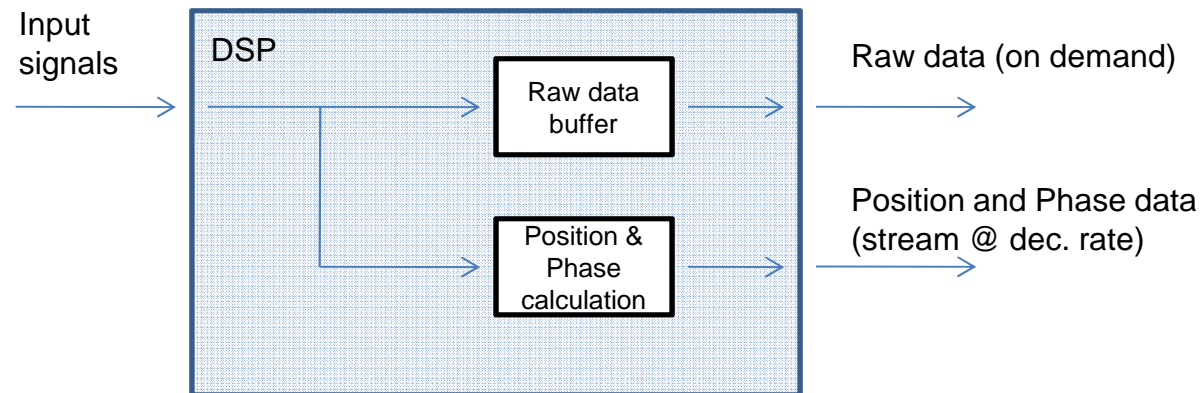 Input
signals
DSP
Raw data
buffer
Raw data (on demand)
Position &
Phase
calculation
Position and Phase data
(stream @ dec. rate)